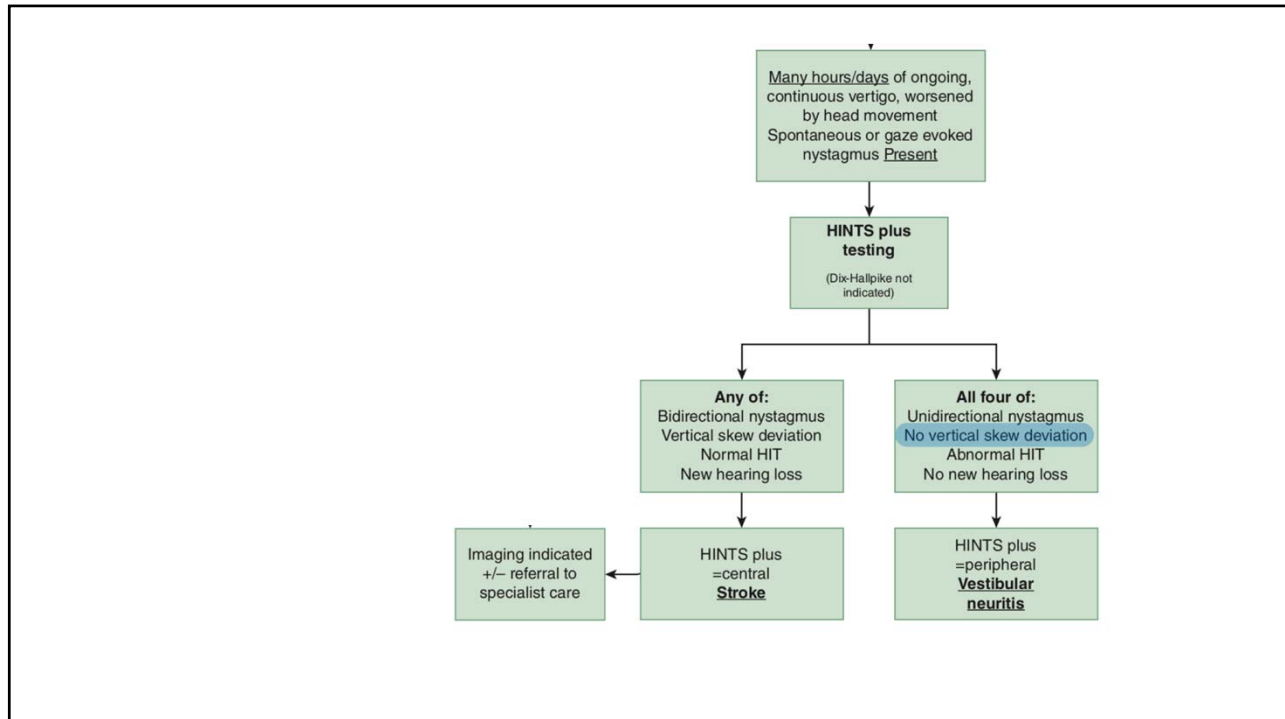 Many hours/days of ongoing,
continuous vertigo, worsened
by head movement
Spontaneous or gaze evoked
nystagmus Present
HINTS plus
testing
(Dix-Hallpike not
indicated)
Any of:
Bidirectional nystagmus
Vertical skew deviation
Normal HIT
New hearing loss
All four of:
Unidirectional nystagmus
No vertical skew deviation
Abnormal HIT
No new hearing loss
Imaging indicated
+/– referral to
specialist care
HINTS plus
=central
Stroke
HINTS plus
=peripheral
Vestibular
neuritis